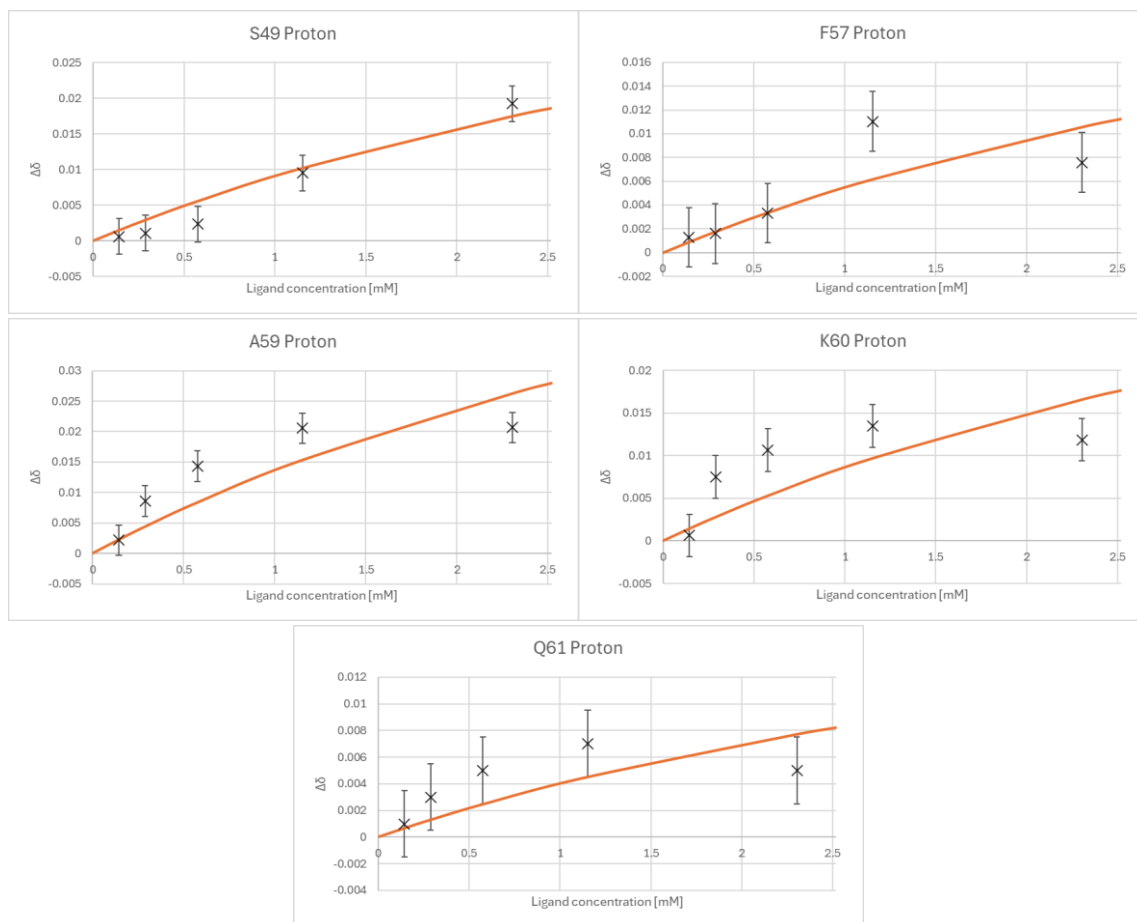 S49 Proton
0.025
0.02
0.015
0.01
0.005
0
-0.005
Δδ
0 0.5 1 1.5 2 2.5
Ligand concentration [mM]
F57 Proton
0.016
0.014
0.012
0.01
0.008
0.006
0.004
0.002
0
-0.002
Δδ
0 0.5 1 1.5 2 2.5
Ligand concentration [mM]
A59 Proton
0.03
0.025
0.02
0.015
0.01
0.005
0
-0.005
Δδ
0 0.5 1 1.5 2 2.5
Ligand concentration [mM]
K60 Proton
0.02
0.015
0.01
0.005
0
-0.005
Δδ
0 0.5 1 1.5 2 2.5
Ligand concentration [mM]
Q61 Proton
0.012
0.01
0.008
0.006
0.004
0.002
0
-0.002
-0.004
Δδ
0 0.5 1 1.5 2 2.5
Ligand concentration [mM]